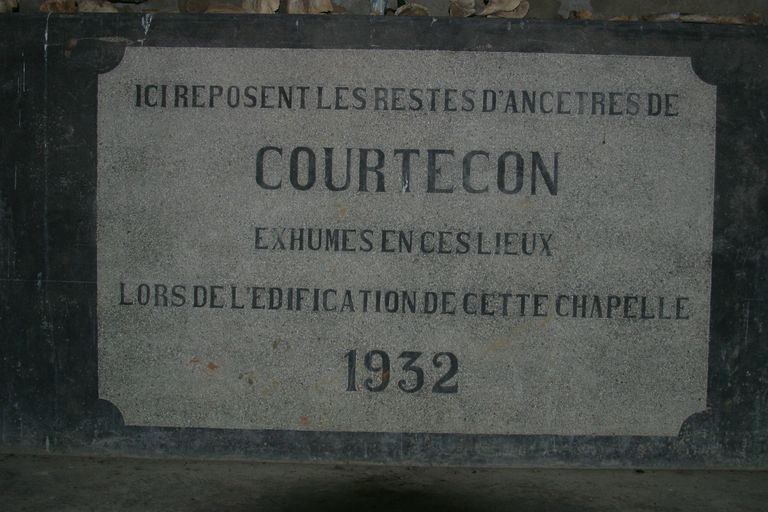 ICI REPOSENT LES RESTES D'ANCETRES DE
COURTECON
EXHUMES EN CES LIEUX
LORS DE L'EDIFICATION DE CETTE CHAPELLE
1932